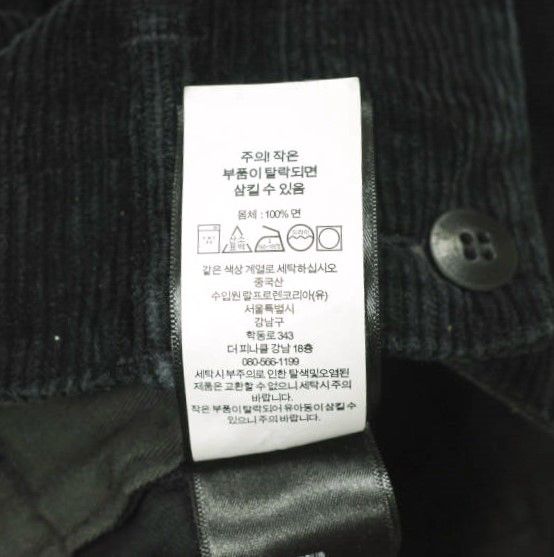 주의! 작은
부품이 탈락되면
삼킬 수 있음
몸체 : 100% 면
같은 색상 계열로 세탁하십시오
중국산
수입원 랄프로렌코리아(유)
서울특별시
강남구
학동로 343
더 피나클 강남 18층
080-566-1199
세탁시 부주의로 인한 탈색및오염된
제품은 교환할 수 없으니 세탁시 주의
바랍니다.
작은 부품이 탈락되어 유아동이 삼킬 수
있으니 주의 바랍니다.